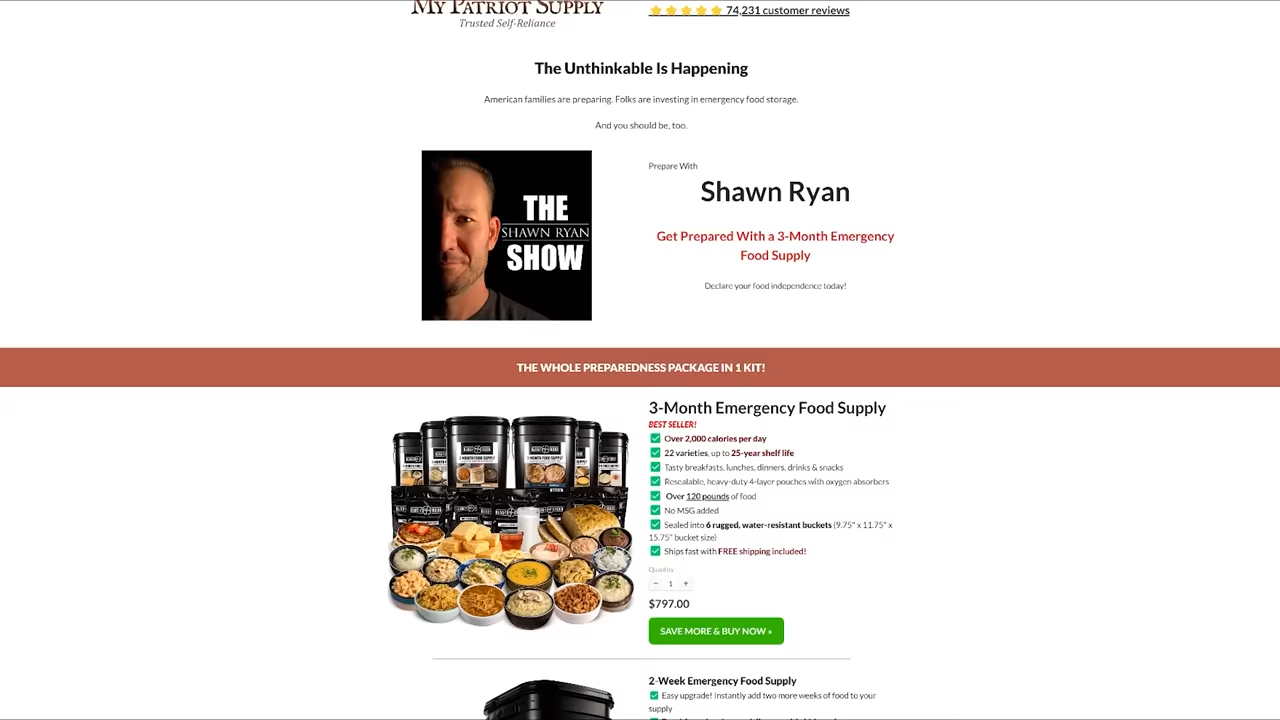 MY PATRIOT SUPPLY
Trusted Self-Reliance
74,231 customer reviews
The Unthinkable Is Happening
American families are preparing. Folks are investing in emergency food storage.
And you should be, too.
THE
SHAWN RYAN
SHOW
Prepare With
Shawn Ryan
Get Prepared With a 3-Month Emergency
Food Supply
Declare your food independence today!
THE WHOLE PREPAREDNESS PACKAGE IN 1 KIT!
3-Month Emergency Food Supply
BEST SELLER!
Over 2,000 calories per day
22 varieties, up to 25-year shelf life
Tasty breakfasts, lunches, dinners, drinks & snacks
Resealable, heavy-duty 4-layer pouches with oxygen absorbers
Over 120 pounds of food
No MSG added
Sealed into 6 rugged, water-resistant buckets (9.75" x 11.75" x
15.75" bucket size)
Ships fast with FREE shipping included!
Quantity
− 1 +
$797.00
SAVE MORE & BUY NOW »
2-Week Emergency Food Supply
Easy upgrade! Instantly add two more weeks of food to your
supply